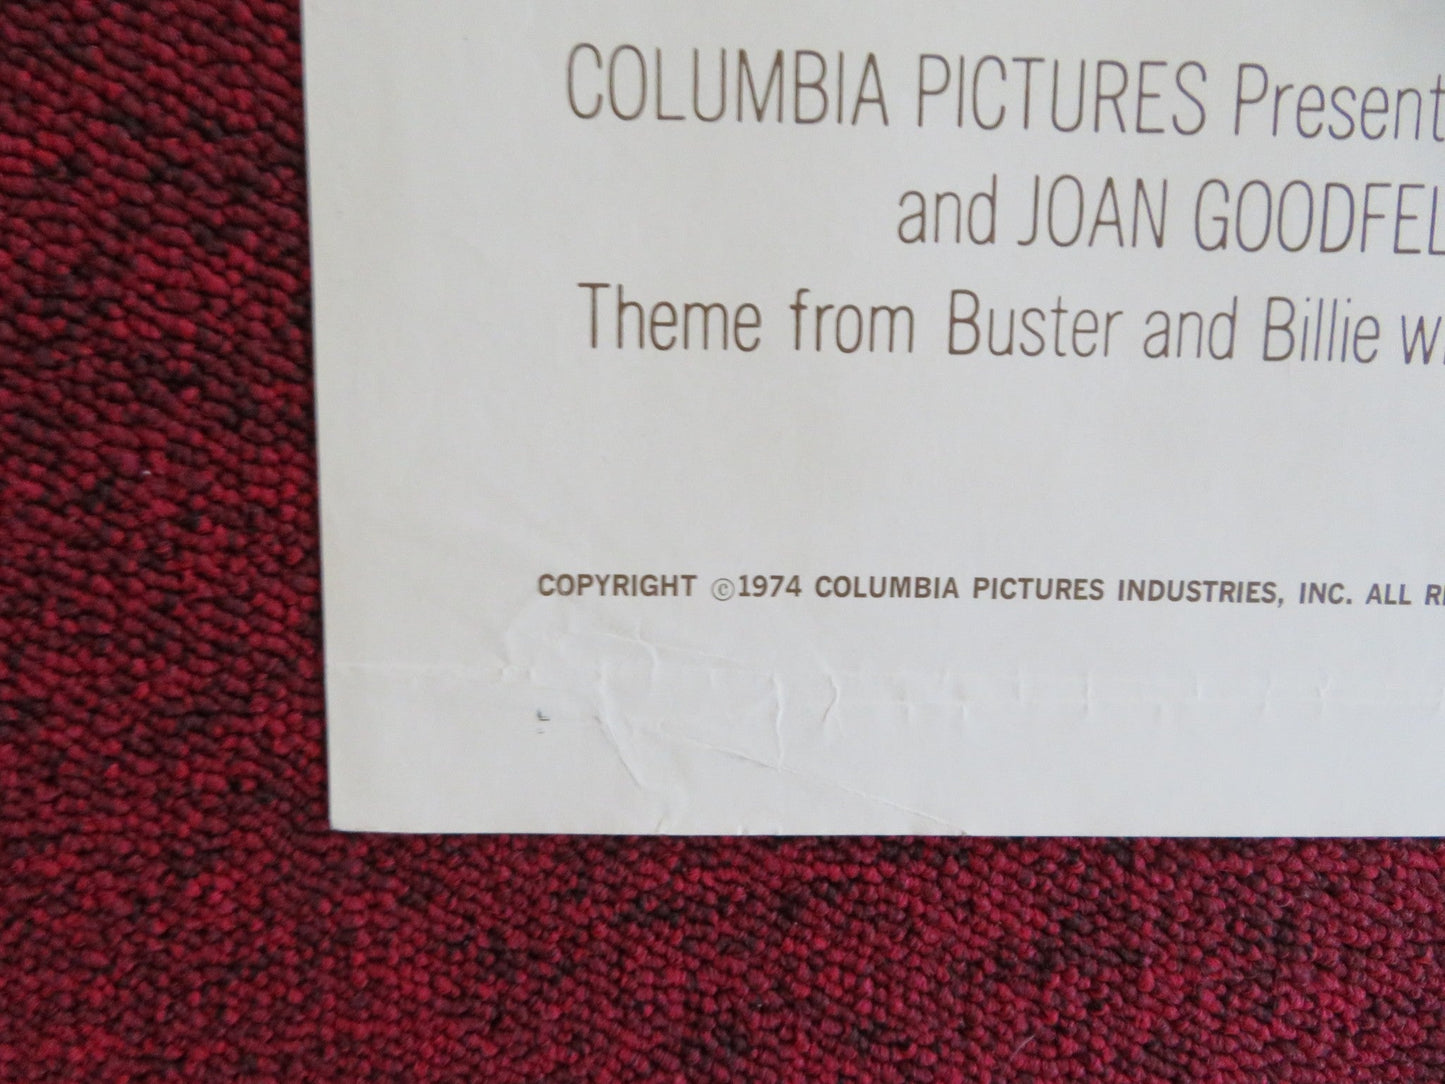 COLUMBIA PICTURES Present
and JOAN GOODFEL
Theme from Buster and Billie w
COPYRIGHT ©1974 COLUMBIA PICTURES INDUSTRIES, INC. ALL R